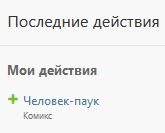 Последние действия
Мои действия
Человек-паук
Комикс